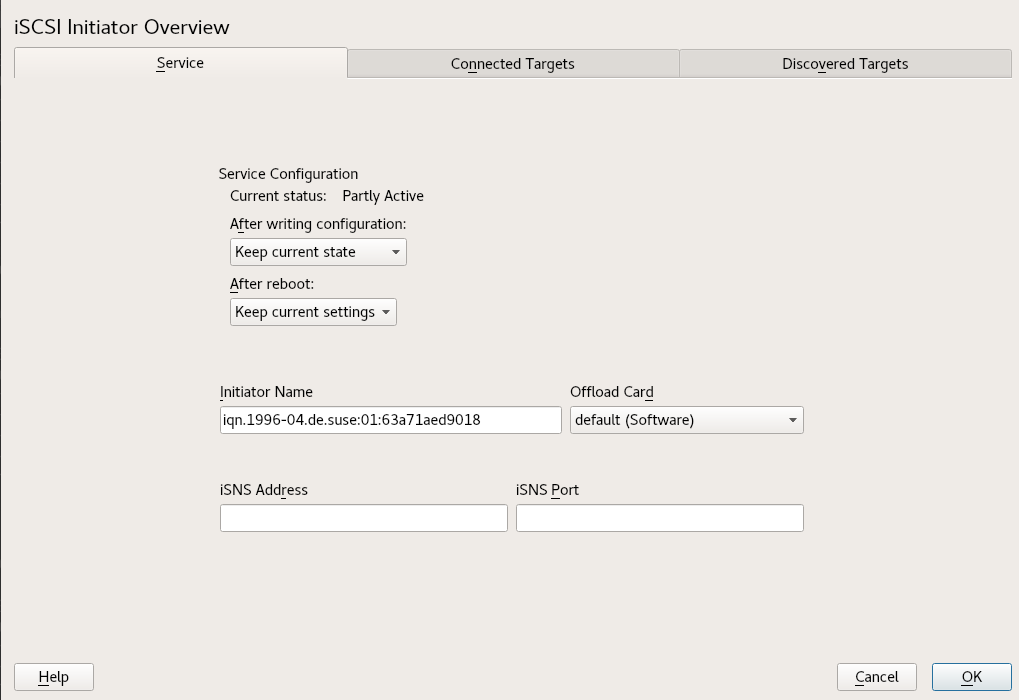 iSCSI Initiator Overview
Service Connected Targets Discovered Targets
Service Configuration
Current status: Partly Active
After writing configuration:
Keep current state
After reboot:
Keep current settings
Initiator Name Offload Card
iqn.1996-04.de.suse:01:63a71aed9018 default (Software)
iSNS Address iSNS Port
Help Cancel OK